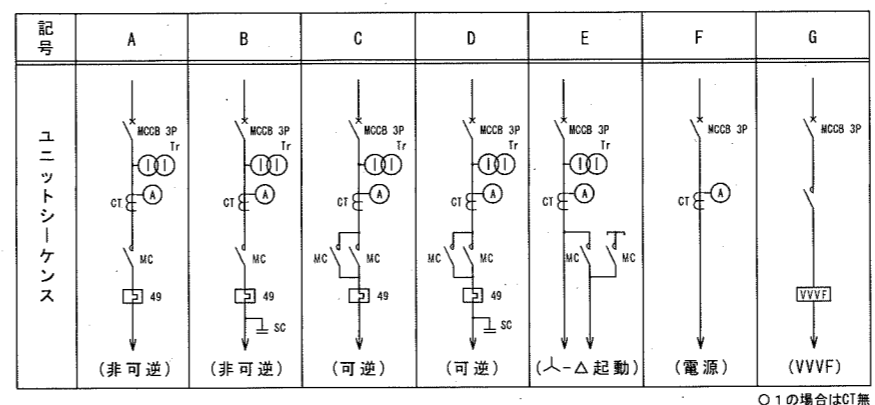 記号 A B C D E F G
ユニットシーケンス
MCCB 3P MCCB 3P MCCB 3P MCCB 3P MCCB 3P MCCB 3P MCCB 3P
Tr Tr Tr Tr Tr
CT A CT A CT A CT A CT A CT A
MC MC MC MC MC MC MC MC
49 49 49 49 VVVF
SC SC
(非可逆) (非可逆) (可逆) (可逆) (人-△起動) (電源) (VVVF)
○1の場合はCT無